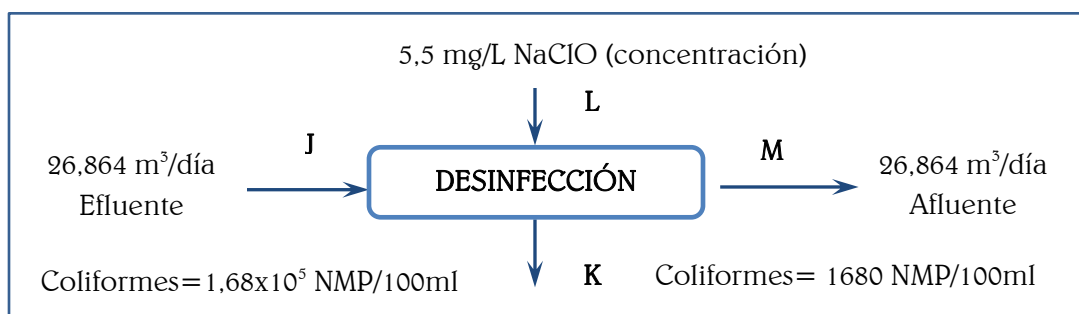 5,5 mg/L NaClO (concentración)
L
J
M
26,864 m³/día
Efluente
DESINFECCIÓN
26,864 m³/día
Afluente
Coliformes=1,68x10⁵ NMP/100ml
K
Coliformes= 1680 NMP/100ml